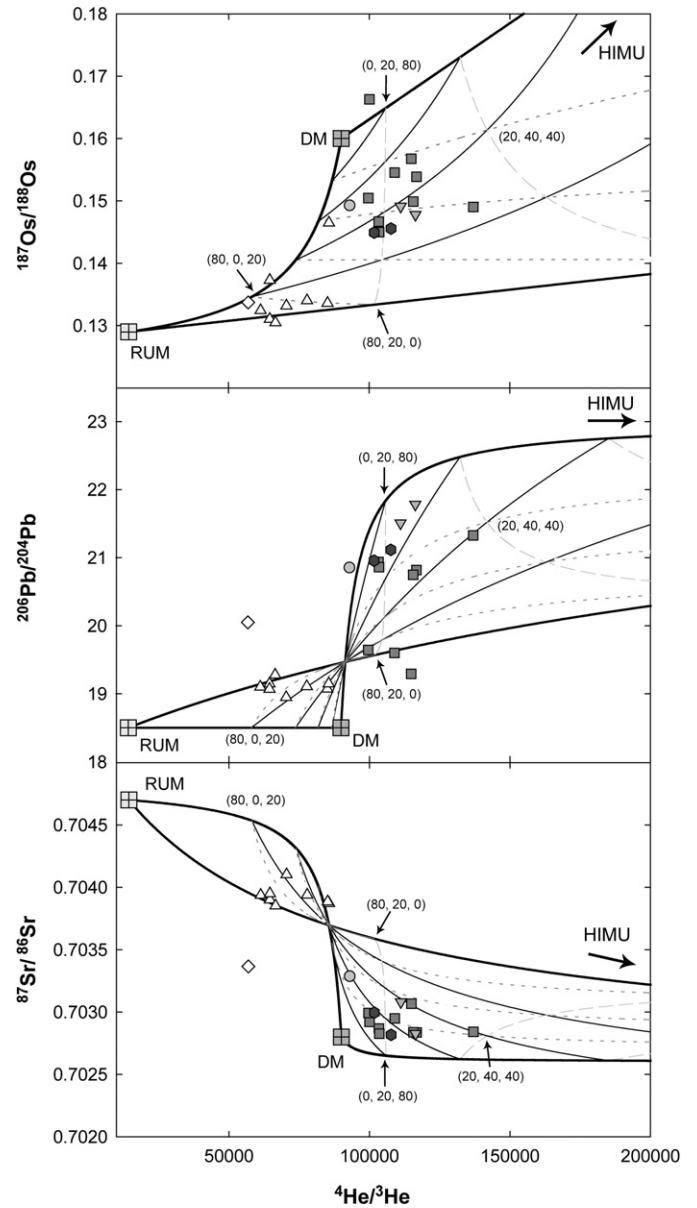 0.18
0.17
0.16
0.15
0.14
0.13
187Os/188Os
HIMU
(0, 20, 80)
DM
(20, 40, 40)
(80, 0, 20)
RUM
(80, 20, 0)
23
22
21
20
19
18
206Pb/204Pb
HIMU
(0, 20, 80)
(20, 40, 40)
(80, 20, 0)
RUM
(80, 0, 20)
DM
0.7045
0.7040
0.7035
0.7030
0.7025
0.7020
87Sr/ 86Sr
RUM
(80, 0, 20)
(80, 20, 0)
HIMU
DM
(20, 40, 40)
(0, 20, 80)
50000 100000 150000 200000
4He/3He